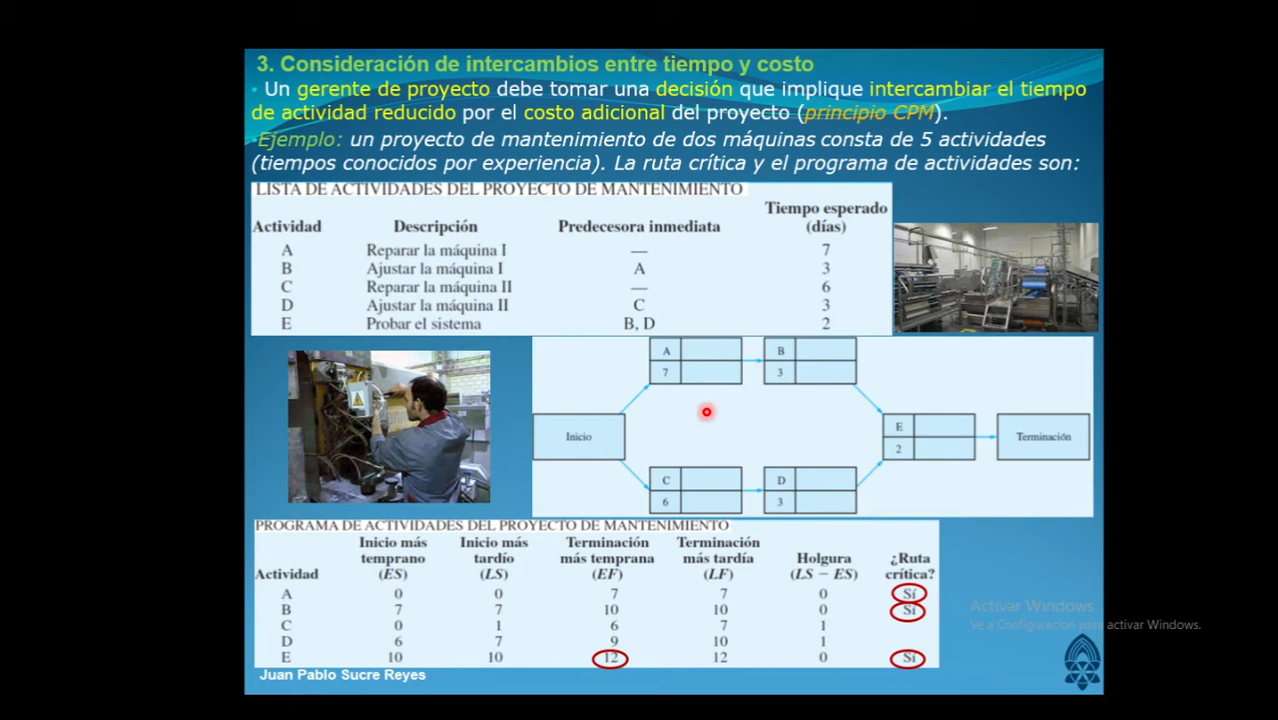 3. Consideración de intercambios entre tiempo y costo
• Un gerente de proyecto debe tomar una decisión que implique intercambiar el tiempo
de actividad reducido por el costo adicional del proyecto (principio CPM).
•Ejemplo: un proyecto de mantenimiento de dos máquinas consta de 5 actividades
(tiempos conocidos por experiencia). La ruta crítica y el programa de actividades son:
LISTA DE ACTIVIDADES DEL PROYECTO DE MANTENIMIENTO
Actividad Descripción Predecesora inmediata Tiempo esperado (días)
A Reparar la máquina I — 7
B Ajustar la máquina I A 3
C Reparar la máquina II — 6
D Ajustar la máquina II C 3
E Probar el sistema B, D 2
A B
7 3
E
Inicio Terminación
2
C D
6 3
PROGRAMA DE ACTIVIDADES DEL PROYECTO DE MANTENIMIENTO
Inicio más Inicio más Terminación Terminación
temprano tardío más temprana más tardía Holgura ¿Ruta
Actividad (ES) (LS) (EF) (LF) (LS − ES) crítica?
A 0 0 7 7 0 Sí
B 7 7 10 10 0 Sí
C 0 1 6 7 1
D 6 7 9 10 1
E 10 10 12 12 0 Sí
Activar Windows
Ve a Configuración para activar Windows.
Juan Pablo Sucre Reyes